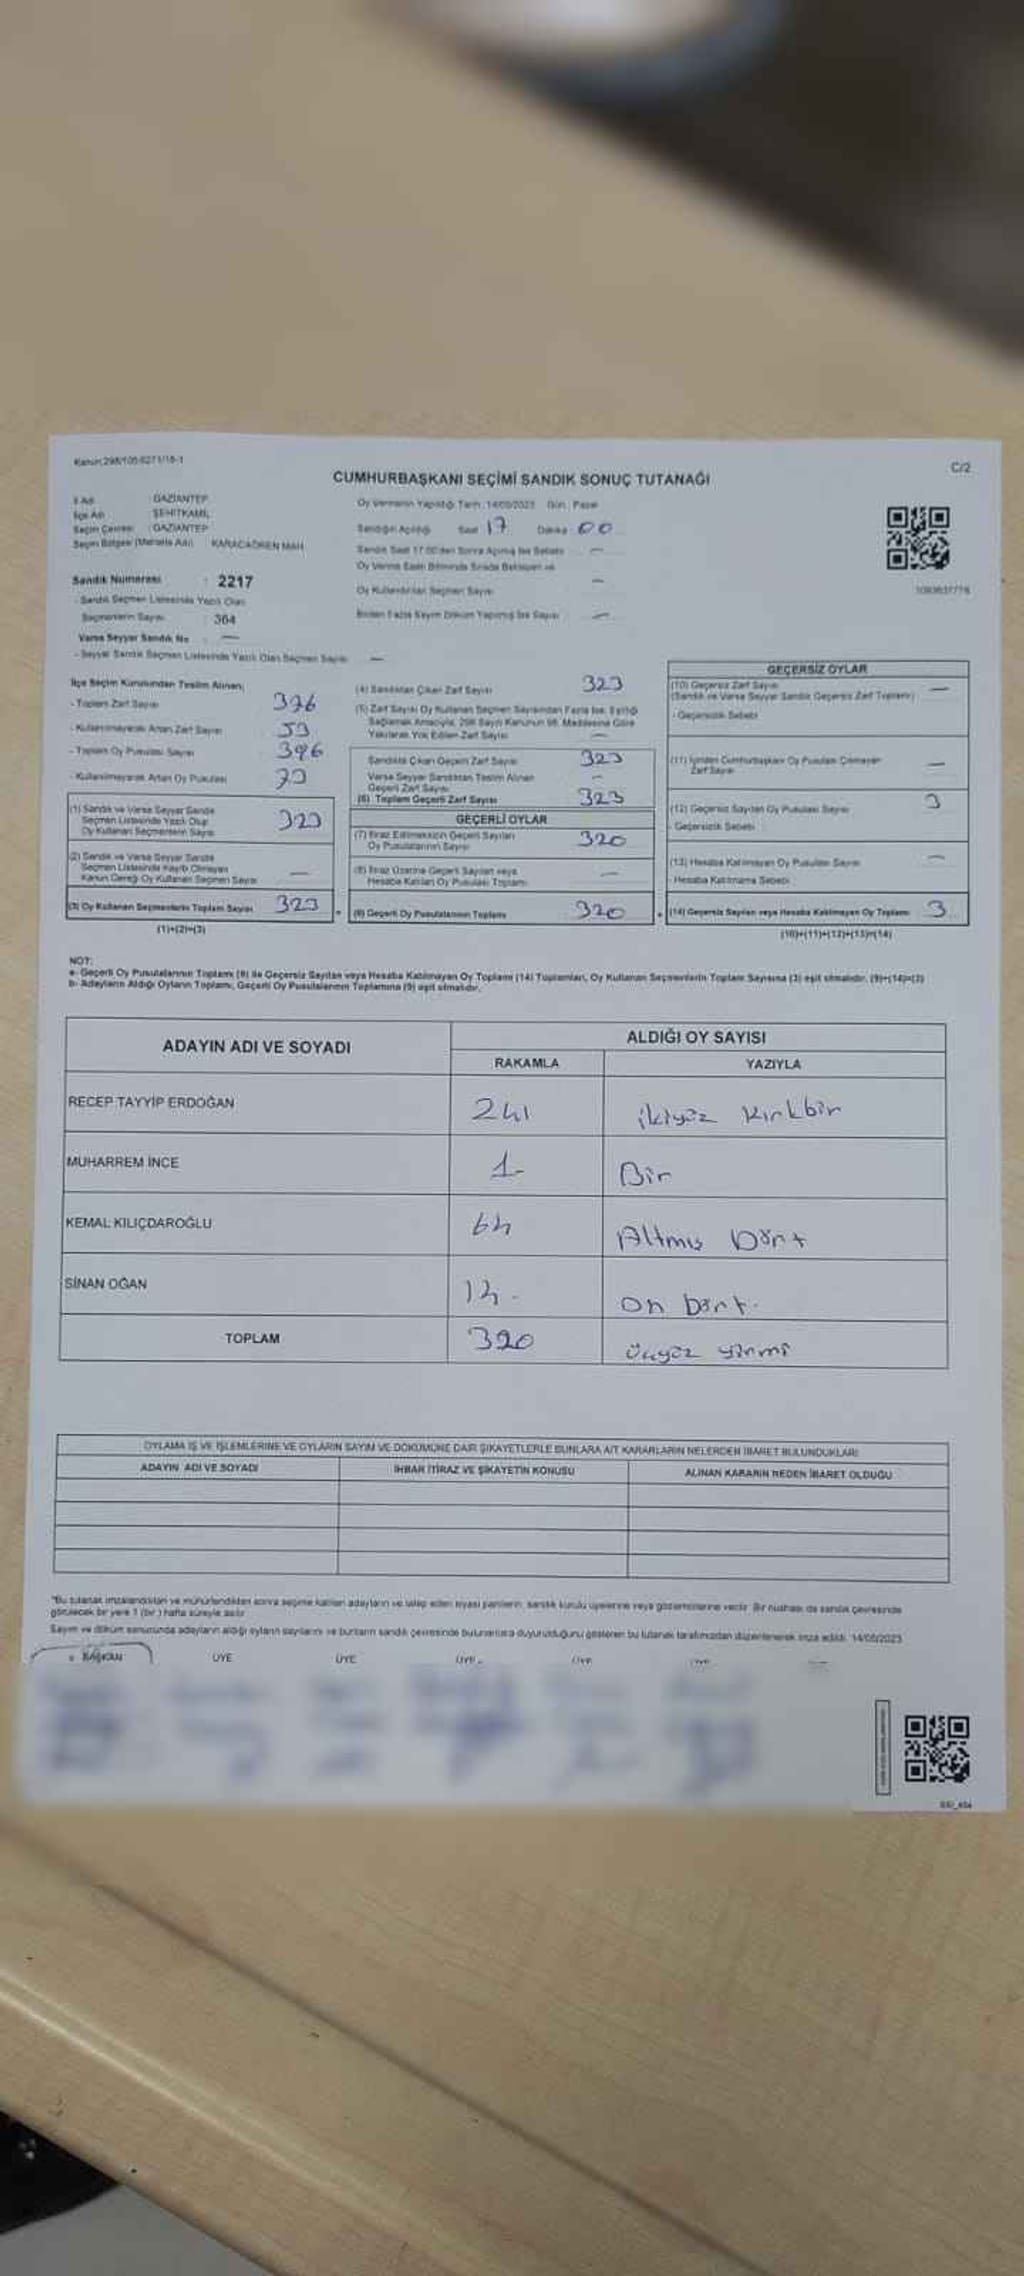 Kanun:298/105-6271/16-1
C/2
CUMHURBAŞKANI SEÇİMİ SANDIK SONUÇ TUTANAĞI
İl Adı : GAZİANTEP
İlçe Adı : ŞEHİTKAMİL
Seçim Çevresi : GAZİANTEP
Seçim Bölgesi (Mahalle Adı) : KARACAÖREN MAH.
Oy Vermenin Yapıldığı Tarih : 14/05/2023 Gün : Pazar
Sandığın Açıldığı Saat 17 Dakika 00
Sandık Saat 17.00'den Sonra Açılmış İse Sebebi : —
Oy Verme Saati Bitiminde Sırada Bekleyen ve
Oy Kullandırılan Seçmen Sayısı —
Birden Fazla Sayım Döküm Yapılmış İse Sayısı : —
Sandık Numarası : 2217
- Sandık Seçmen Listesinde Yazılı Olan
Seçmenlerin Sayısı : 364
Varsa Seyyar Sandık No : —
- Seyyar Sandık Seçmen Listesinde Yazılı Olan Seçmen Sayısı : —
İlçe Seçim Kurulundan Teslim Alınan;
- Toplam Zarf Sayısı
- Kullanılmayarak Artan Zarf Sayısı
- Toplam Oy Pusulası Sayısı 396
- Kullanılmayarak Artan Oy Pusulası
(1) Sandık ve Varsa Seyyar Sandık
Seçmen Listesinde Yazılı Olup
Oy Kullanan Seçmenlerin Sayısı 323
(2) Sandık ve Varsa Seyyar Sandık
Seçmen Listesinde Kayıtlı Olmayan
Kanun Gereği Oy Kullanan Seçmen Sayısı —
(3) Oy Kullanan Seçmenlerin Toplam Sayısı 323
(1)+(2)=(3)
(4) Sandıktan Çıkan Zarf Sayısı 323
(5) Zarf Sayısı Oy Kullanan Seçmen Sayısından Fazla İse, Eşitliği
Sağlamak Amacıyla, 298 Sayılı Kanunun 98. Maddesine Göre
Yakılarak Yok Edilen Zarf Sayısı —
Sandıkta Çıkan Geçerli Zarf Sayısı 323
Varsa Seyyar Sandıktan Teslim Alınan
Geçerli Zarf Sayısı —
(6) Toplam Geçerli Zarf Sayısı 323
GEÇERLİ OYLAR
(7) İtiraz Edilmeksizin Geçerli Sayılan
Oy Pusulalarının Sayısı 320
(8) İtiraz Üzerine Geçerli Sayılan veya
Hesaba Katılan Oy Pusulası Toplamı —
(9) Geçerli Oy Pusulalarının Toplamı 320
GEÇERSİZ OYLAR
(10) Geçersiz Zarf Sayısı —
(Sandık ve Varsa Seyyar Sandık Geçersiz Zarf Toplamı)
- Geçersizlik Sebebi
(11) İçinden Cumhurbaşkanı Oy Pusulası Çıkmayan
Zarf Sayısı —
(12) Geçersiz Sayılan Oy Pusulası Sayısı 3
- Geçersizlik Sebebi :
(13) Hesaba Katılmayan Oy Pusulası Sayısı —
- Hesaba Katılmama Sebebi :
(14) Geçersiz Sayılan veya Hesaba Katılmayan Oy Toplamı 3
(10)+(11)+(12)+(13)=(14)
NOT:
a- Geçerli Oy Pusulalarının Toplamı (9) ile Geçersiz Sayılan veya Hesaba Katılmayan Oy Toplamı (14) Toplamları, Oy Kullanan Seçmenlerin Toplam Sayısına (3) eşit olmalıdır. (9)+(14)=(3)
b- Adayların Aldığı Oyların Toplamı, Geçerli Oy Pusulalarının Toplamına (9) eşit olmalıdır.
ADAYIN ADI VE SOYADI ALDIĞI OY SAYISI
RAKAMLA YAZIYLA
RECEP TAYYİP ERDOĞAN 241 ikiyüz kırkbir
MUHARREM İNCE 1 Bir
KEMAL KILIÇDAROĞLU 64 Altmış Dört
SİNAN OĞAN 14 on Dört
TOPLAM 320 üçyüz yirmi
OYLAMA İŞ VE İŞLEMLERİNE VE OYLARIN SAYIM VE DÖKÜMÜNE DAİR ŞİKAYETLERLE BUNLARA AİT KARARLARIN NELERDEN İBARET BULUNDUKLARI
ADAYIN ADI VE SOYADI İHBAR İTİRAZ VE ŞİKAYETİN KONUSU ALINAN KARARIN NEDEN İBARET OLDUĞU
*Bu tutanak imzalandıktan ve mühürlendikten sonra seçime katılan adayların ve talep eden siyasi partilerin, sandık kurulu üyelerine veya gözlemcilerine verilir. Bir nüshası da sandık çevresinde
görülecek bir yere 1 (bir) hafta süreyle asılır.
Sayım ve döküm sonucunda adayların aldığı oyların sayılarını ve bunların sandık çevresinde bulunanlara duyurulduğunu gösteren bu tutanak tarafımızdan düzenlenerek imza edildi. 14/05/2023
BAŞKAN ÜYE ÜYE ÜYE ÜYE ÜYE